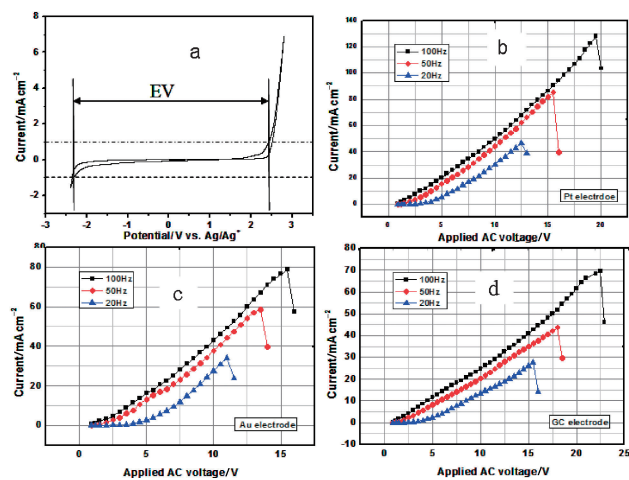 a
EV
Current/mA cm⁻²
8
6
4
2
0
-2
-2
-1
0
1
2
3
Potential/V vs. Ag/Ag⁺
b
100Hz
50Hz
20Hz
Current/mA cm⁻²
140
120
100
80
60
40
20
0
0
5
10
15
20
Pt electrdoe
Applied AC voltage/V
c
100Hz
50Hz
20Hz
Current/mA cm⁻²
80
60
40
20
0
0
5
10
15
Au electrode
Applied AC voltage/V
d
100Hz
50Hz
20Hz
Current/mA cm⁻²
80
70
60
50
40
30
20
10
0
-10
0
5
10
15
20
25
GC electrode
Applied AC voltage/V